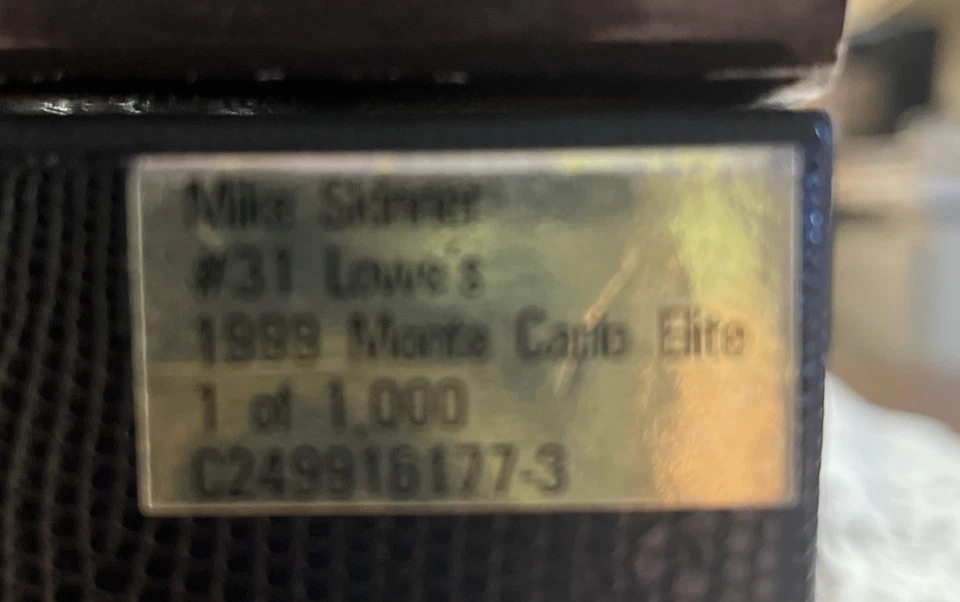 Mike Skinner
#31 Lowe's
1999 Monte Carlo Elite
1 of 1,000
C249916177-3